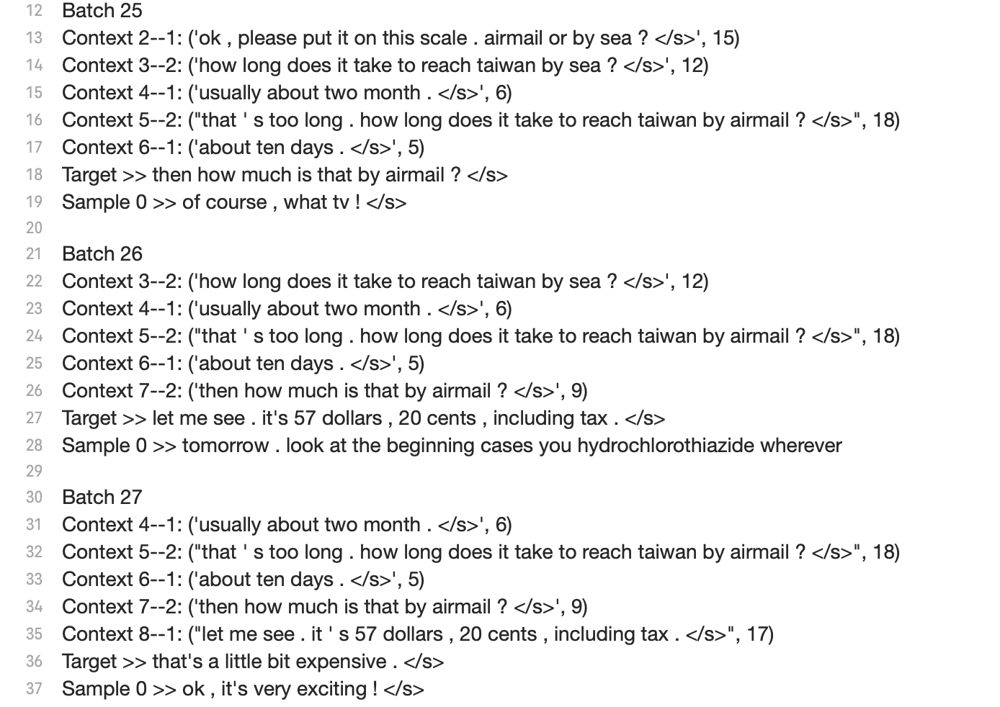 12 Batch 25
13 Context 2--1: ('ok , please put it on this scale . airmail or by sea ? </s>', 15)
14 Context 3--2: ('how long does it take to reach taiwan by sea ? </s>', 12)
15 Context 4--1: ('usually about two month . </s>', 6)
16 Context 5--2: ("that ' s too long . how long does it take to reach taiwan by airmail ? </s>", 18)
17 Context 6--1: ('about ten days . </s>', 5)
18 Target >> then how much is that by airmail ? </s>
19 Sample 0 >> of course , what tv ! </s>
20
21 Batch 26
22 Context 3--2: ('how long does it take to reach taiwan by sea ? </s>', 12)
23 Context 4--1: ('usually about two month . </s>', 6)
24 Context 5--2: ("that ' s too long . how long does it take to reach taiwan by airmail ? </s>", 18)
25 Context 6--1: ('about ten days . </s>', 5)
26 Context 7--2: ('then how much is that by airmail ? </s>', 9)
27 Target >> let me see . it's 57 dollars , 20 cents , including tax . </s>
28 Sample 0 >> tomorrow . look at the beginning cases you hydrochlorothiazide wherever
29
30 Batch 27
31 Context 4--1: ('usually about two month . </s>', 6)
32 Context 5--2: ("that ' s too long . how long does it take to reach taiwan by airmail ? </s>", 18)
33 Context 6--1: ('about ten days . </s>', 5)
34 Context 7--2: ('then how much is that by airmail ? </s>', 9)
35 Context 8--1: ("let me see . it ' s 57 dollars , 20 cents , including tax . </s>", 17)
36 Target >> that's a little bit expensive . </s>
37 Sample 0 >> ok , it's very exciting ! </s>